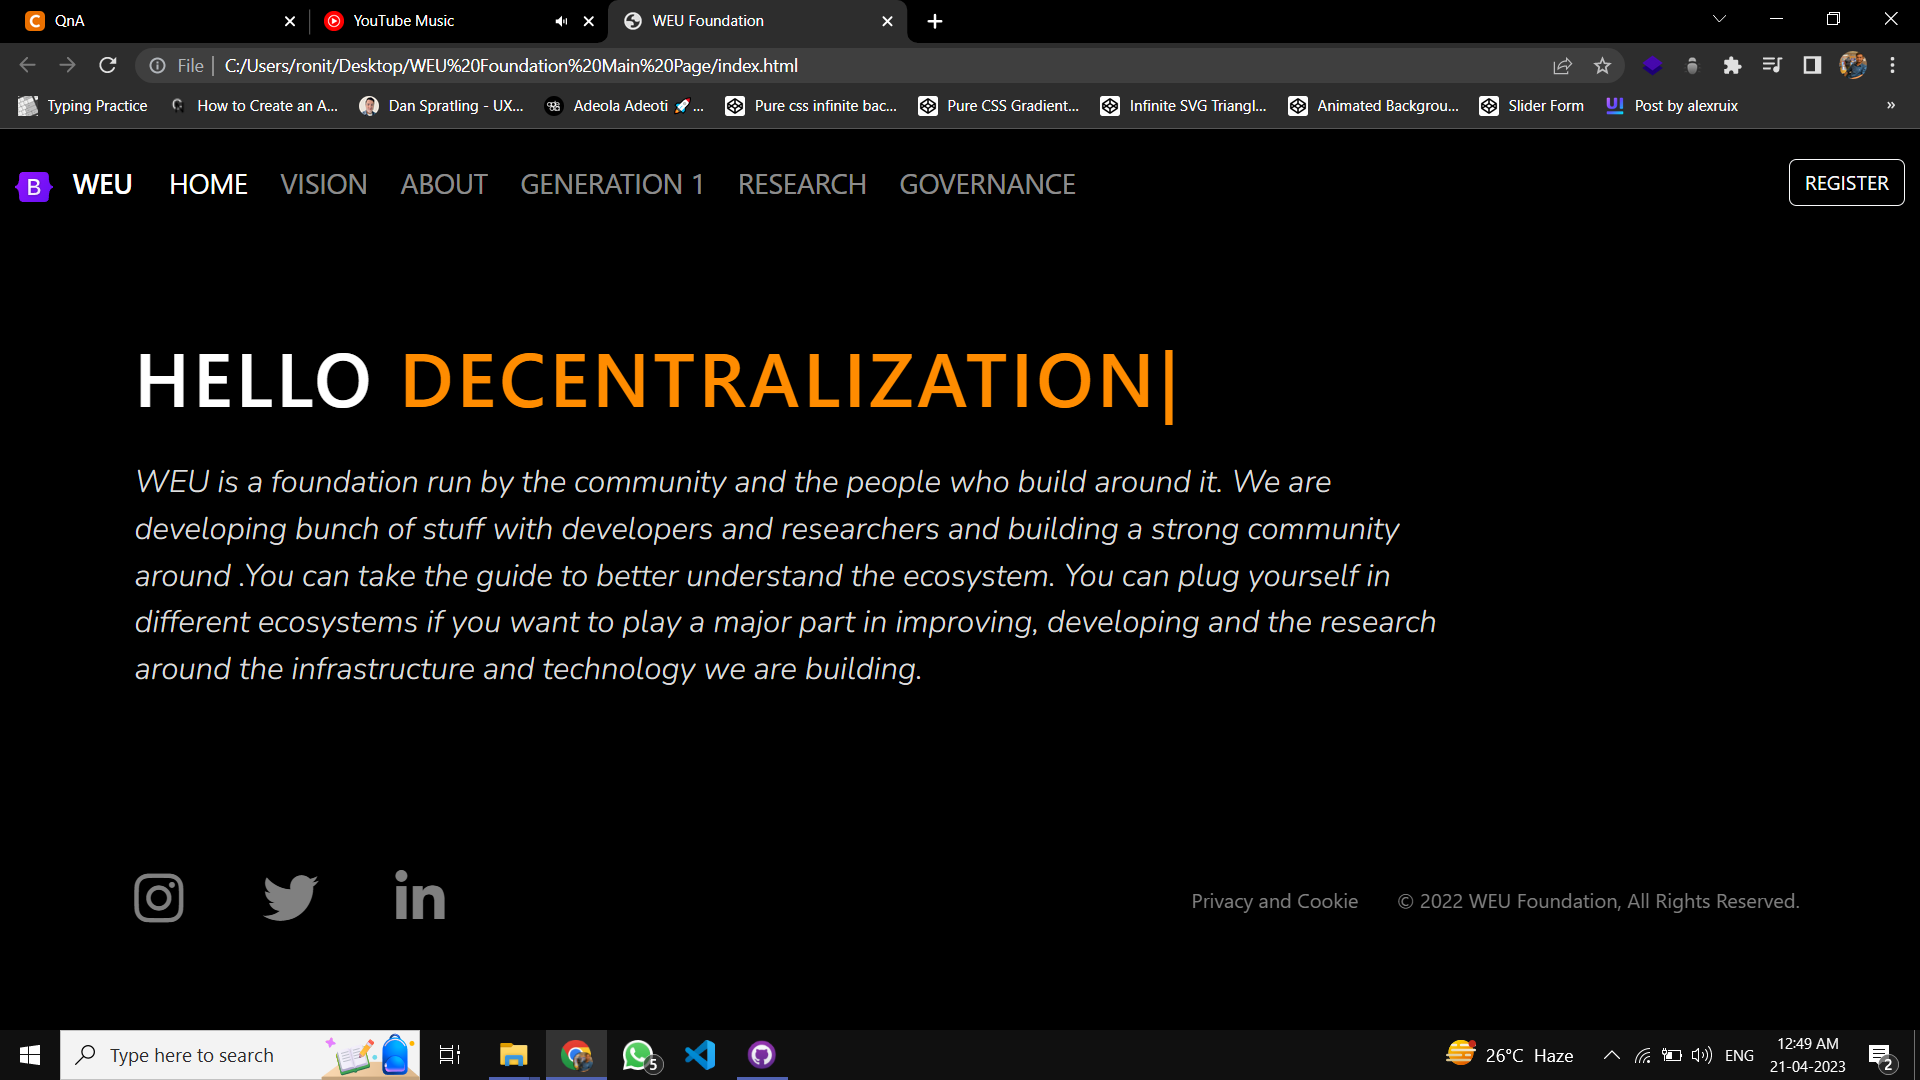 QnA
YouTube Music
WEU Foundation
File
C:/Users/ronit/Desktop/WEU%20Foundation%20Main%20Page/index.html
Typing Practice
How to Create an A...
Dan Spratling - UX...
Adeola Adeoti 🚀...
Pure css infinite bac...
Pure CSS Gradient...
Infinite SVG Triangl...
Animated Backgrou...
Slider Form
Post by alexruix
»
B
WEU
HOME
VISION
ABOUT
GENERATION 1
RESEARCH
GOVERNANCE
REGISTER
HELLO DECENTRALIZATION|
WEU is a foundation run by the community and the people who build around it. We are
developing bunch of stuff with developers and researchers and building a strong community
around .You can take the guide to better understand the ecosystem. You can plug yourself in
different ecosystems if you want to play a major part in improving, developing and the research
around the infrastructure and technology we are building.
Privacy and Cookie
© 2022 WEU Foundation, All Rights Reserved.
Type here to search
5
26°C Haze
ENG
12:49 AM
21-04-2023
2